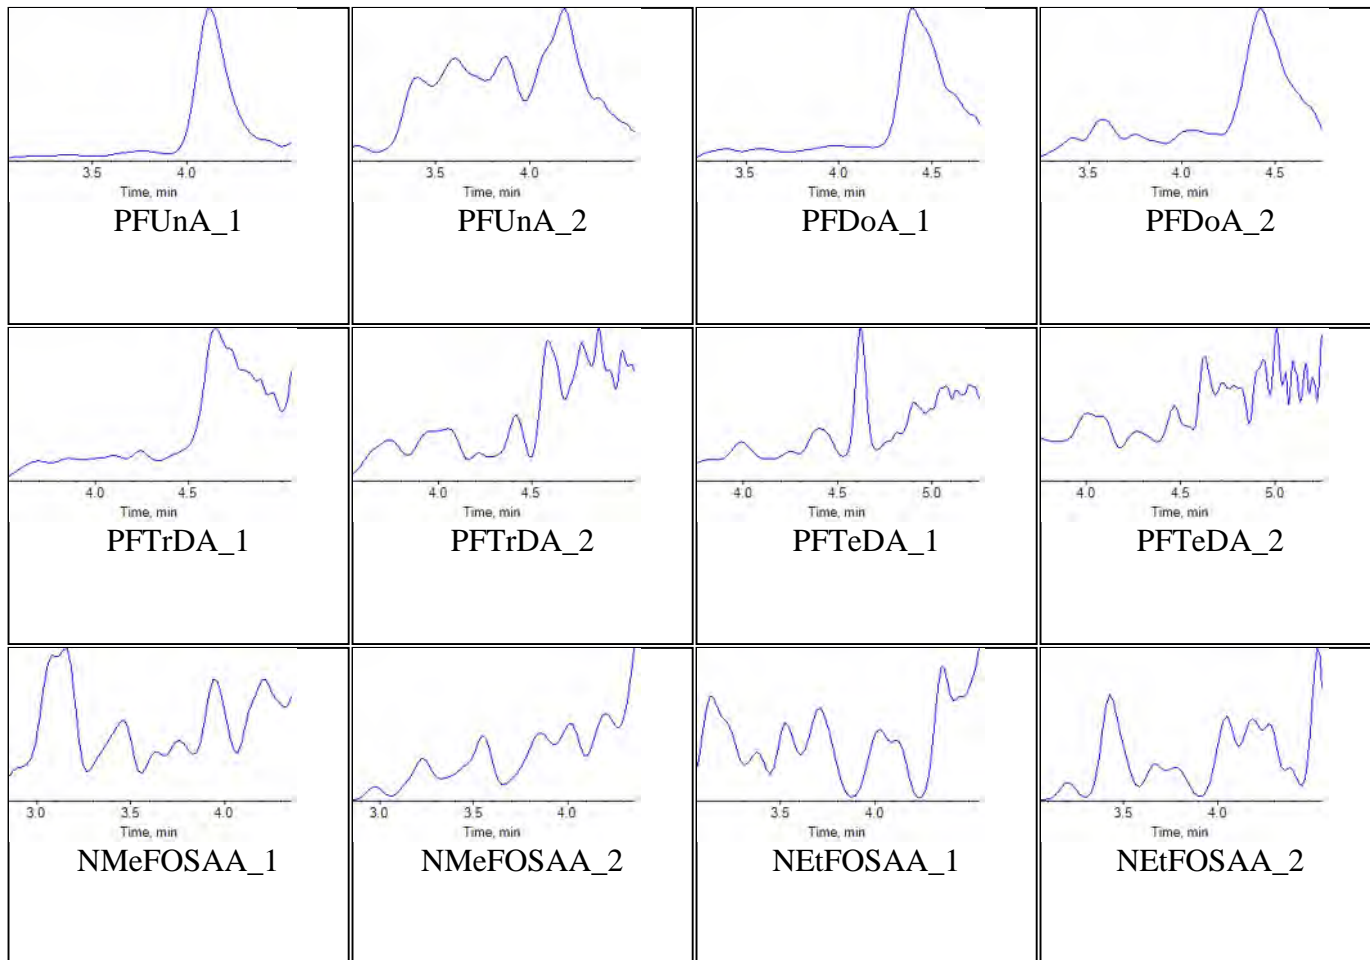 3.5 4.0
Time, min
PFUnA_1
3.5 4.0
Time, min
PFUnA_2
3.5 4.0 4.5
Time, min
PFDoA_1
3.5 4.0 4.5
Time, min
PFDoA_2
4.0 4.5
Time, min
PFTrDA_1
4.0 4.5
Time, min
PFTrDA_2
4.0 4.5 5.0
Time, min
PFTeDA_1
4.0 4.5 5.0
Time, min
PFTeDA_2
3.0 3.5 4.0
Time, min
NMeFOSAA_1
3.0 3.5 4.0
Time, min
NMeFOSAA_2
3.5 4.0
Time, min
NEtFOSAA_1
3.5 4.0
Time, min
NEtFOSAA_2